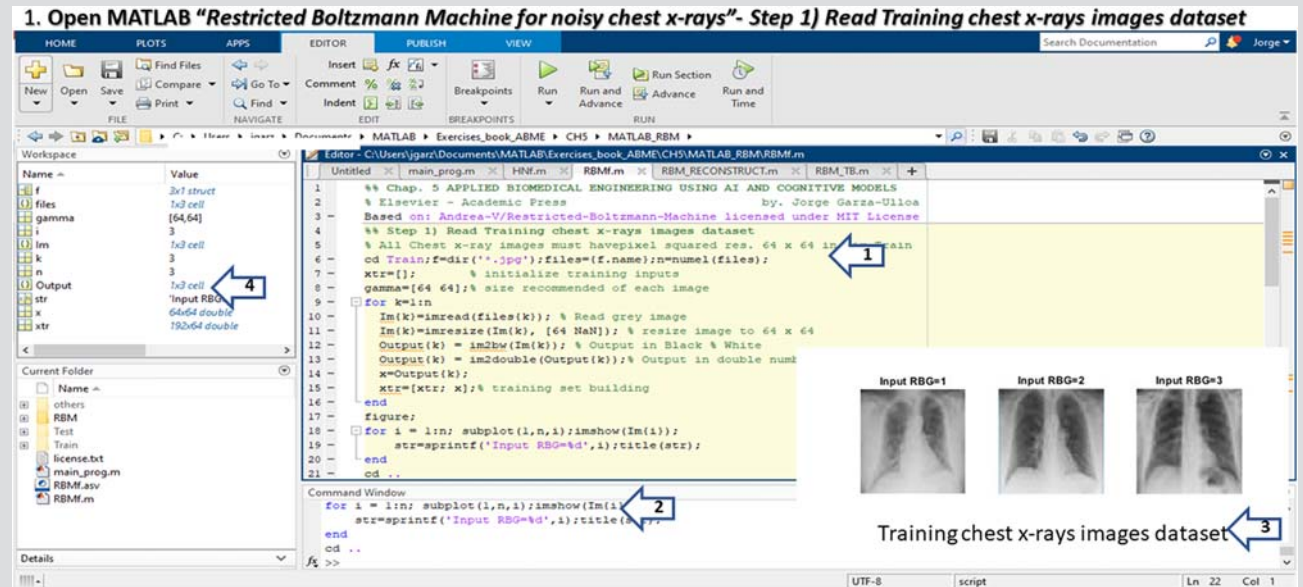 1. Open MATLAB “Restricted Boltzmann Machine for noisy chest x-rays”- Step 1) Read Training chest x-rays images dataset
HOME PLOTS APPS EDITOR PUBLISH VIEW Search Documentation Jorge
New Open Save Find Files Compare Print Go To Find Insert fx Comment % Indent Breakpoints Run Run and Advance Run Section Advance Run and Time
FILE NAVIGATE EDIT BREAKPOINTS RUN
C: Users jgarz Documents MATLAB Exercises_book_ABME CH5 MATLAB_RBM
Workspace
Name Value
f 3x1 struct
files 1x3 cell
gamma [64,64]
i 3
Im 1x3 cell
k 3
n 3
Output 1x3 cell
str 'Input RBG
x 64x64 double
xtr 192x64 double
4
Current Folder
Name
others
RBM
Test
Train
license.txt
main_prog.m
RBMf.asv
RBMf.m
Details
Editor - C:\Users\jgarz\Documents\MATLAB\Exercises_book_ABME\CH5\MATLAB_RBM\RBMf.m
Untitled main_prog.m HNf.m RBMf.m RBM_RECONSTRUCT.m RBM_TB.m +
1 %% Chap. 5 APPLIED BIOMEDICAL ENGINEERING USING AI AND COGNITIVE MODELS
2 % Elsevier - Academic Press by. Jorge Garza-Ulloa
3 - Based on: Andrea-V/Restricted-Boltzmann-Machine licensed under MIT License
4 %% Step 1) Read Training chest x-rays images dataset
5 % All Chest x-ray images must havepixel squared res. 64 x 64 in Train
6 - cd Train;f=dir('*.jpg');files={f.name};n=numel(files);
7 - xtr=[]; % initialize training inputs
8 - gamma=[64 64];% size recommended of each image
9 - for k=1:n
10 - Im{k}=imread(files{k}); % Read grey image
11 - Im{k}=imresize(Im{k}, [64 NaN]); % resize image to 64 x 64
12 - Output{k} = im2bw(Im{k}); % Output in Black % White
13 - Output{k} = im2double(Output{k});% Output in double numb
14 - x=Output{k};
15 - xtr=[xtr; x];% training set building
16 - end
17 - figure;
18 - for i = 1:n; subplot(1,n,i);imshow(Im{i});
19 - str=sprintf('Input RBG=%d',i);title(str);
20 - end
21 - cd ..
1
Command Window
for i = 1:n; subplot(1,n,i);imshow(Im{i
str=sprintf('Input RBG=%d',i);title(s
end
cd ..
fx >>
2
Input RBG=1 Input RBG=2 Input RBG=3
Training chest x-rays images dataset
3
UTF-8 script Ln 22 Col 1